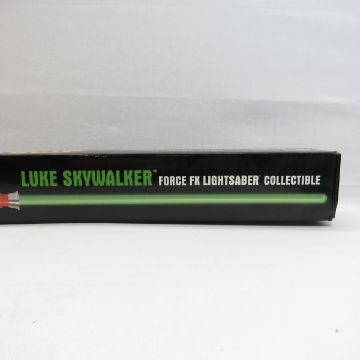 LUKE SKYWALKER™ FORCE FX LIGHTSABER COLLECTIBLE